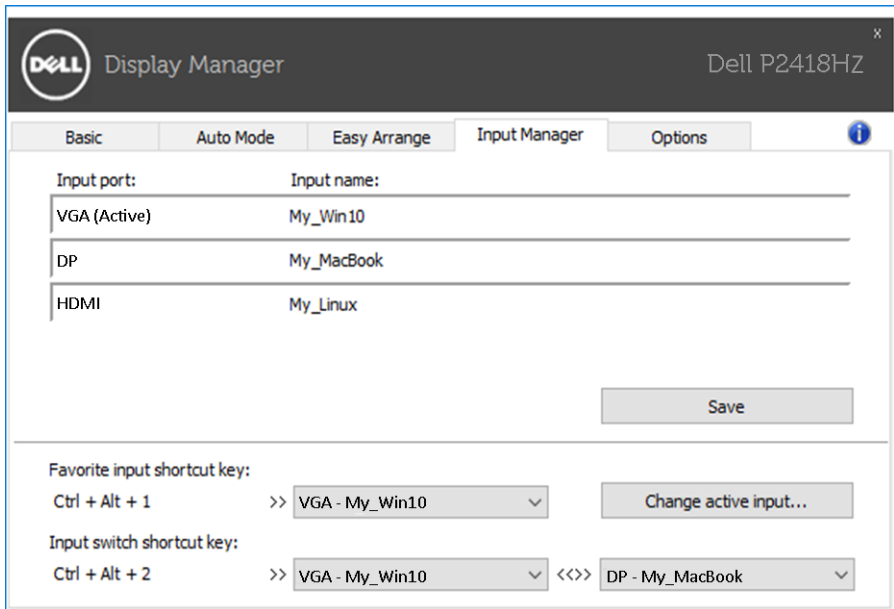 DELL Display Manager Dell P2418HZ x
Basic Auto Mode Easy Arrange Input Manager Options i
Input port: Input name:
VGA (Active) My_Win10
DP My_MacBook
HDMI My_Linux
Save
Favorite input shortcut key:
Ctrl + Alt + 1 >> VGA - My_Win10 Change active input...
Input switch shortcut key:
Ctrl + Alt + 2 >> VGA - My_Win10 <<>> DP - My_MacBook